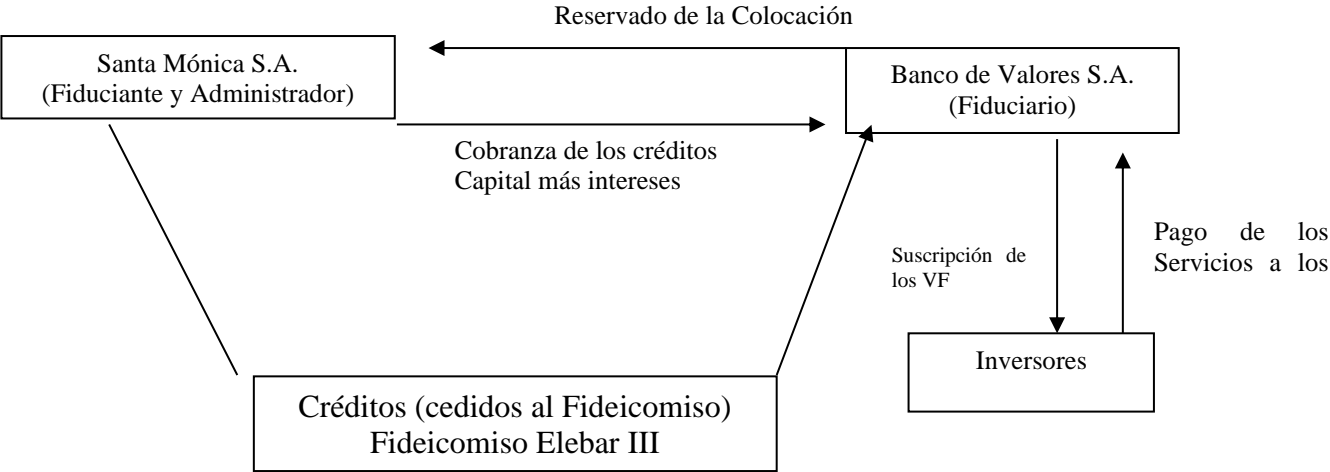 Reservado de la Colocación
Santa Mónica S.A.
(Fiduciante y Administrador)
Banco de Valores S.A.
(Fiduciario)
Cobranza de los créditos
Capital más intereses
Suscripción de
los VF
Pago de los
Servicios a los
Inversores
Créditos (cedidos al Fideicomiso)
Fideicomiso Elebar III